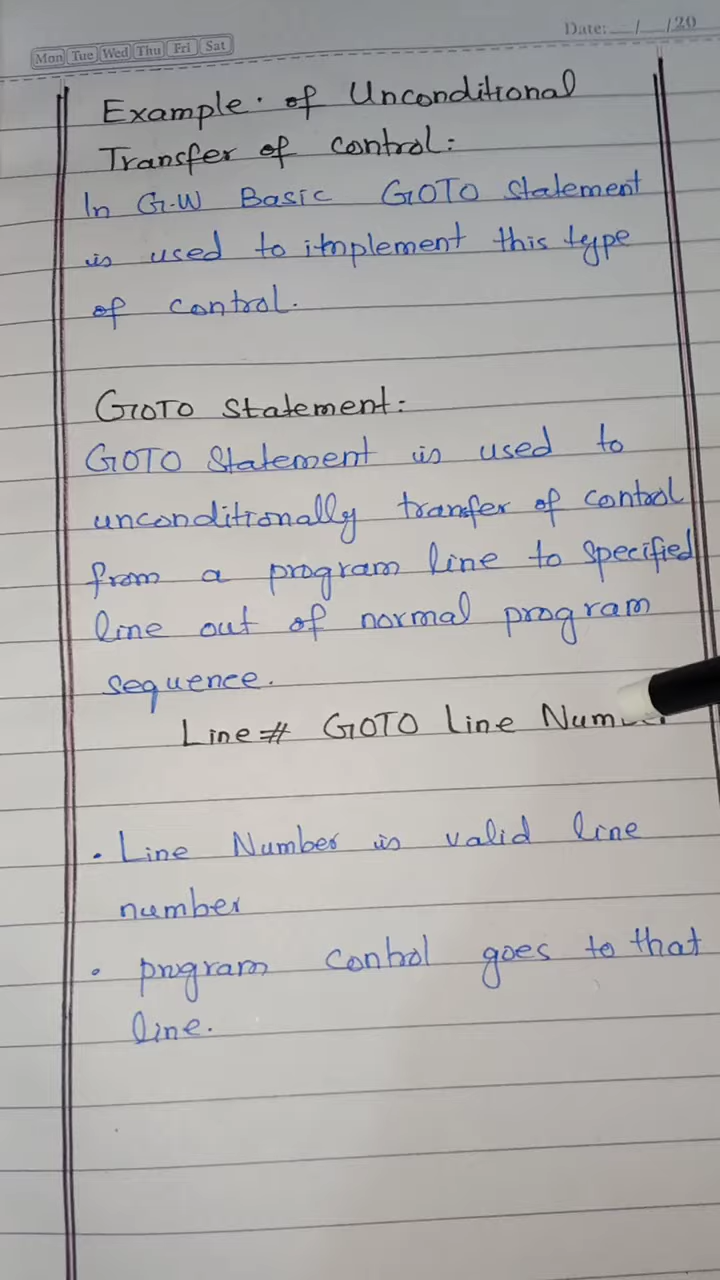 Date: __/__/20
Mon Tue Wed Thu Fri Sat
Example. of Unconditional
Transfer of control:
In G.W Basic GOTO Statement
is used to implement this type
of control.
GOTO Statement:
GOTO Statement is used to
unconditionally transfer of control
from a program line to specified
line out of normal program
sequence.
Line# GOTO Line
• Line Number is valid line
number
• program control goes to that
line.